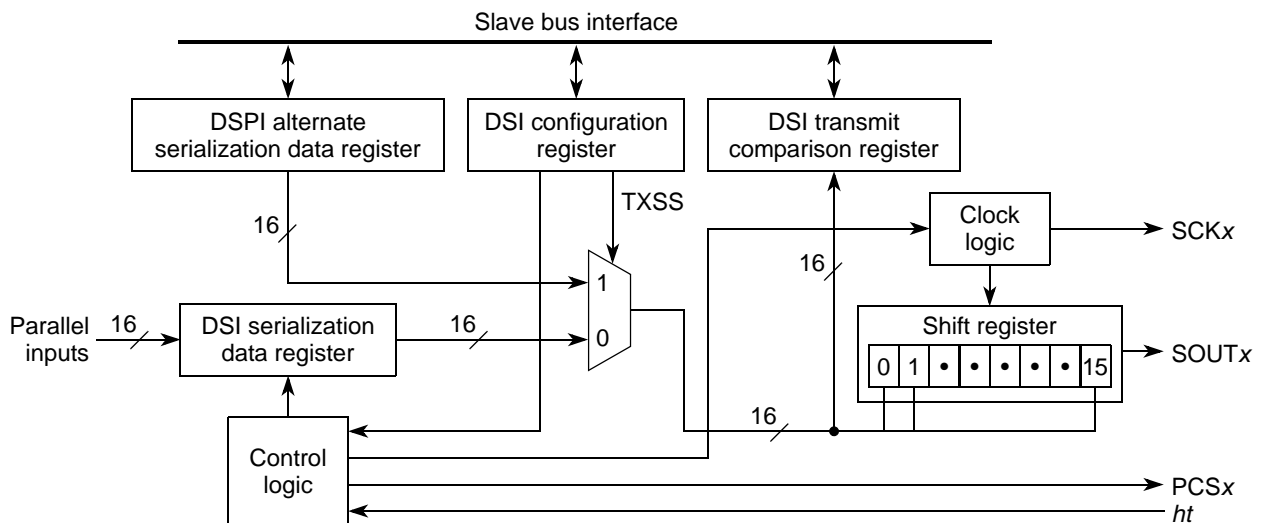 Slave bus interface
DSPI alternate
serialization data register
DSI configuration
register
DSI transmit
comparison register
TXSS
16
Clock
logic
SCKx
16
1
Parallel
inputs
16
DSI serialization
data register
16
0
Shift register
0 1 • • • • • 15
SOUTx
16
Control
logic
PCSx
ht